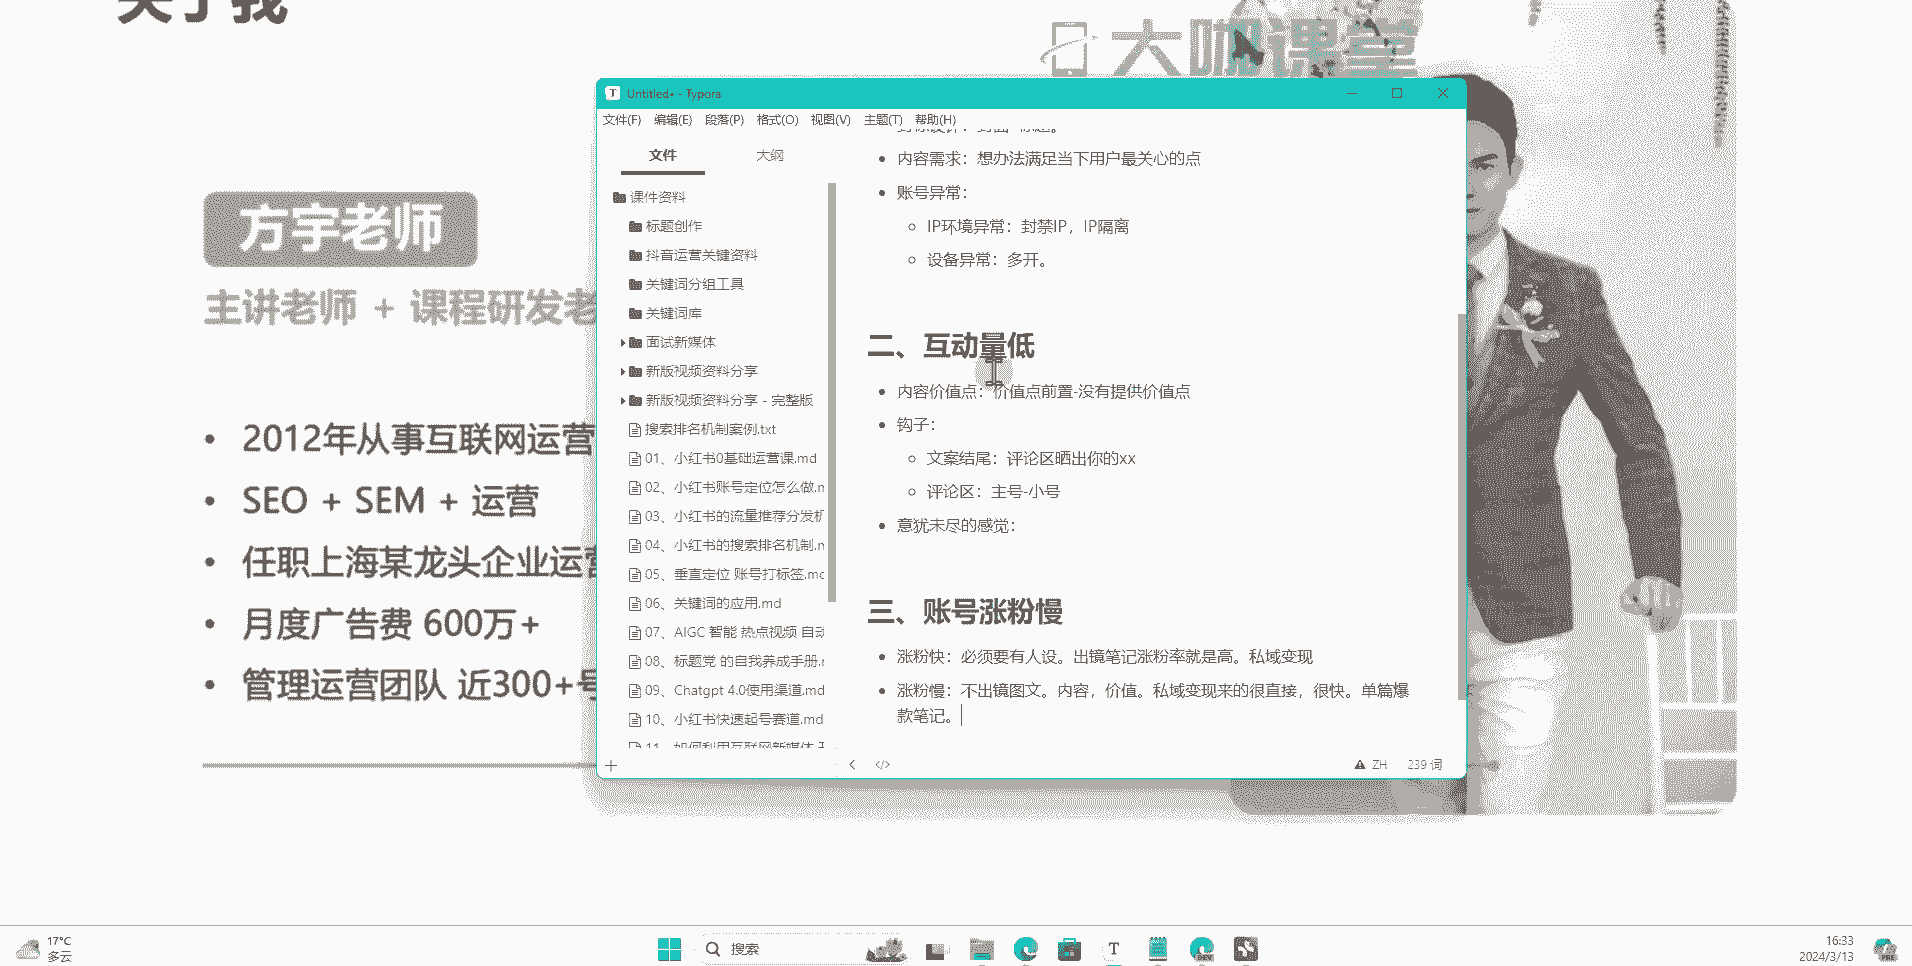 关于我
大咖课堂
方宇老师
主讲老师 + 课程研发老
2012年从事互联网运营
SEO + SEM + 运营
任职上海某龙头企业运营
月度广告费 600万+
管理运营团队 近300+号
Untitled• - Typora
文件(F) 编辑(E) 段落(P) 格式(O) 视图(V) 主题(T) 帮助(H)
文件 大纲
课件资料
标题创作
抖音运营关键资料
关键词分组工具
关键词库
面试新媒体
新版视频资料分享
新版视频资料分享 - 完整版
搜索排名机制案例.txt
01、小红书0基础运营课.md
02、小红书账号定位怎么做.m
03、小红书的流量推荐分发机
04、小红书的搜索排名机制.m
05、垂直定位 账号打标签.mc
06、关键词的应用.md
07、AIGC 智能 热点视频 自动
08、标题党 的自我养成手册.r
09、Chatgpt 4.0使用渠道.md
10、小红书快速起号赛道.md
11、如何利用互联网新媒体
内容需求：想办法满足当下用户最关心的点
账号异常：
IP环境异常：封禁IP，IP隔离
设备异常：多开。
二、互动量低
内容价值点：价值点前置-没有提供价值点
钩子：
文案结尾：评论区晒出你的xx
评论区：主号-小号
意犹未尽的感觉：
三、账号涨粉慢
涨粉快：必须要有人设。出镜笔记涨粉率就是高。私域变现
涨粉慢：不出镜图文。内容，价值。私域变现来的很直接，很快。单篇爆
款笔记。
ZH 239 词
17°C
多云
搜索
T
DEV
16:33
2024/3/13
PRE